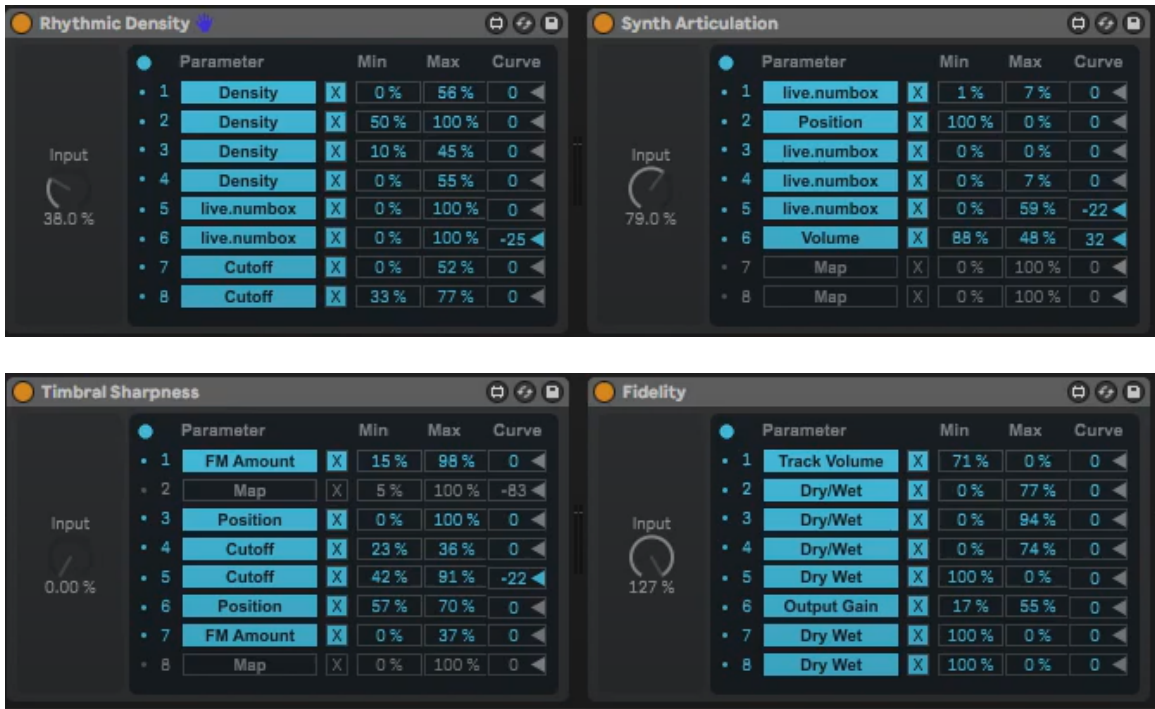 Rhythmic Density
Parameter Min Max Curve
1 Density X 0 % 56 % 0
2 Density X 50 % 100 % 0
3 Density X 10 % 45 % 0
4 Density X 0 % 55 % 0
5 live.numbox X 0 % 100 % 0
6 live.numbox X 0 % 100 % -25
7 Cutoff X 0 % 52 % 0
8 Cutoff X 33 % 77 % 0
Input
38.0 %
Synth Articulation
Parameter Min Max Curve
1 live.numbox X 1 % 7 % 0
2 Position X 100 % 0 % 0
3 live.numbox X 0 % 0 % 0
4 live.numbox X 0 % 7 % 0
5 live.numbox X 0 % 59 % -22
6 Volume X 88 % 48 % 32
7 Map X 0 % 100 % 0
8 Map X 0 % 100 % 0
Input
79.0 %
Timbral Sharpness
Parameter Min Max Curve
1 FM Amount X 15 % 98 % 0
2 Map X 5 % 100 % -83
3 Position X 0 % 100 % 0
4 Cutoff X 23 % 36 % 0
5 Cutoff X 42 % 91 % -22
6 Position X 57 % 70 % 0
7 FM Amount X 0 % 37 % 0
8 Map X 0 % 100 % 0
Input
0.00 %
Fidelity
Parameter Min Max Curve
1 Track Volume X 71 % 0 % 0
2 Dry/Wet X 0 % 77 % 0
3 Dry/Wet X 0 % 94 % 0
4 Dry/Wet X 0 % 74 % 0
5 Dry Wet X 100 % 0 % 0
6 Output Gain X 17 % 55 % 0
7 Dry Wet X 100 % 0 % 0
8 Dry Wet X 100 % 0 % 0
Input
127 %